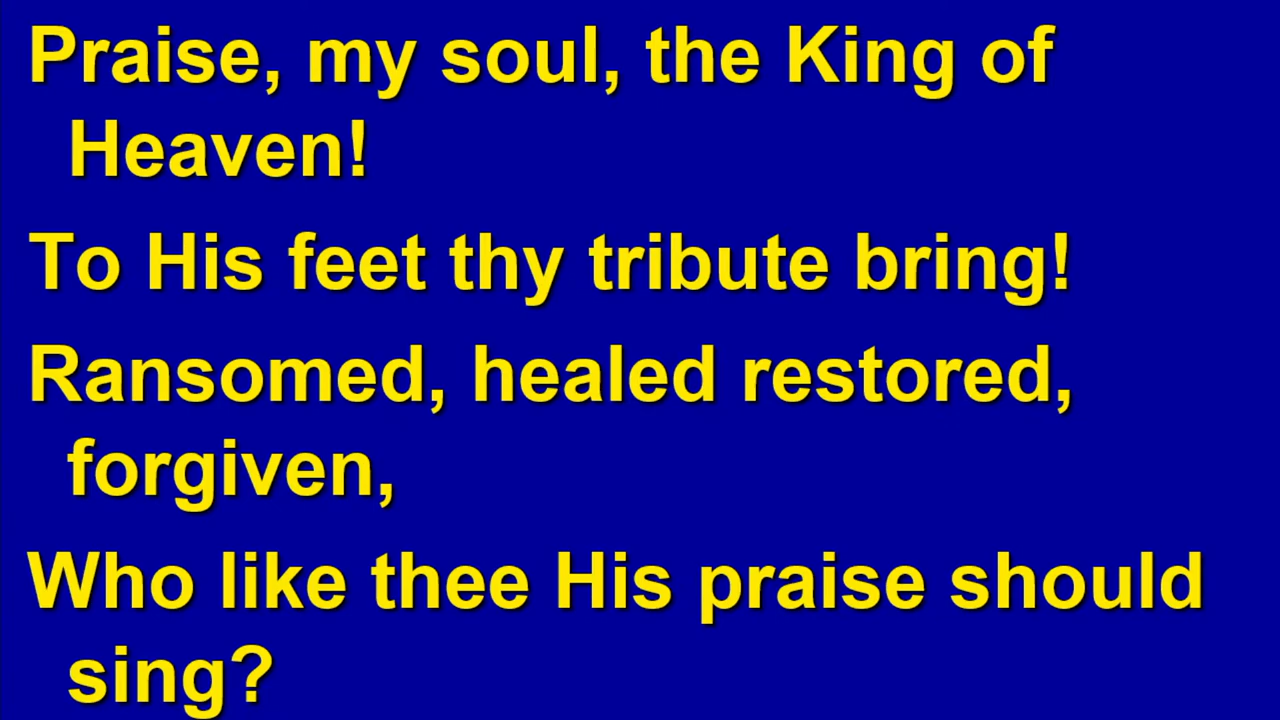 Praise, my soul, the King of
Heaven!
To His feet thy tribute bring!
Ransomed, healed restored,
forgiven,
Who like thee His praise should
sing?